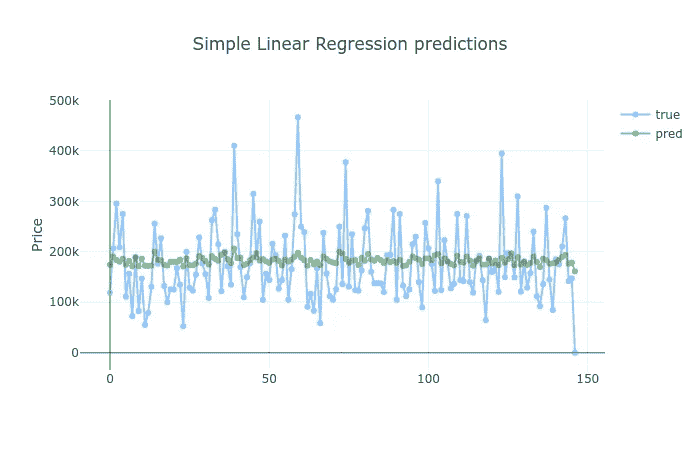 Simple Linear Regression predictions
500k
400k
300k
200k
100k
0
Price
0
50
100
150
true
pred